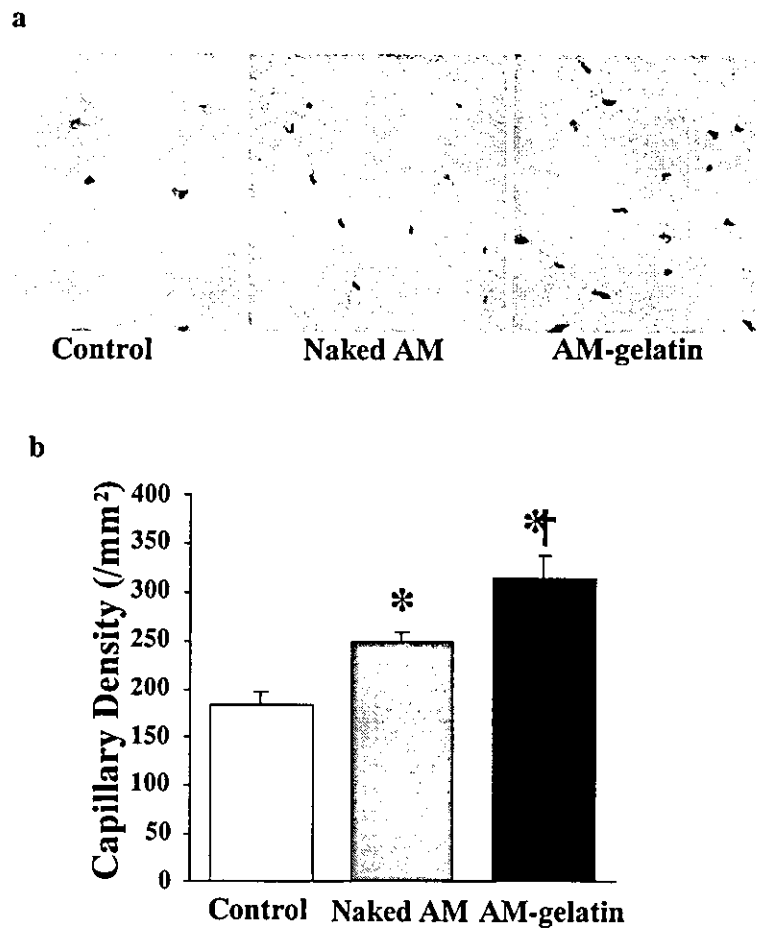 a
Control Naked AM AM-gelatin
b
Capillary Density (/mm²)
400
350
300
250
200
150
100
50
0
*
*†
Control Naked AM AM-gelatin